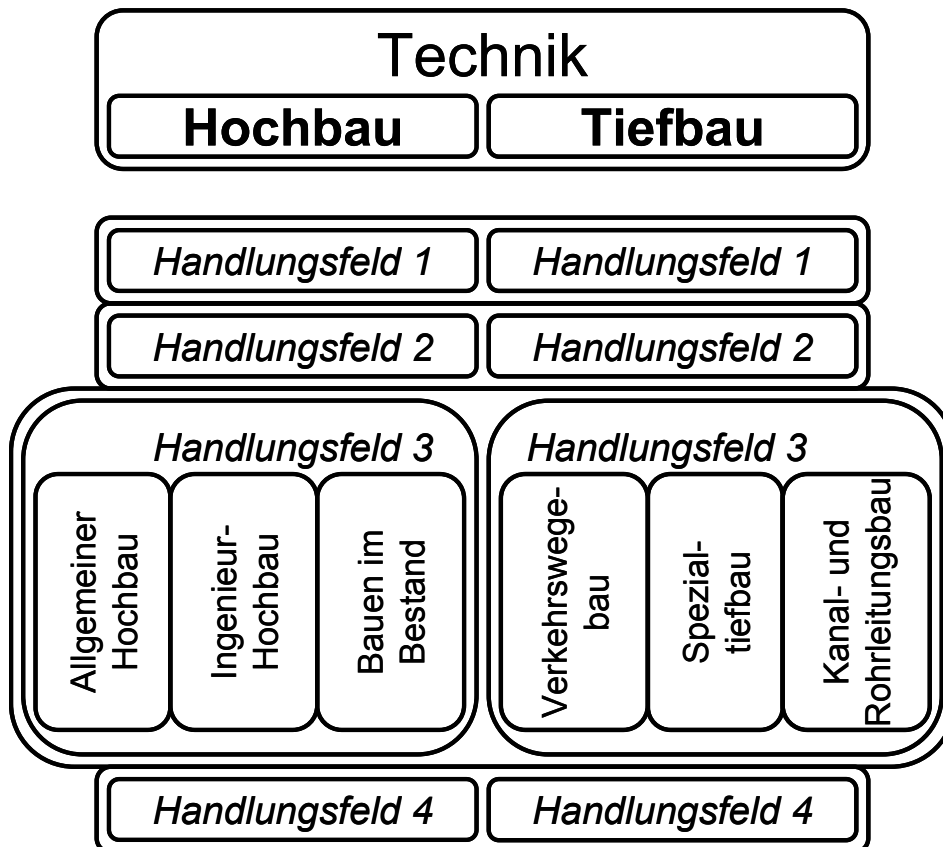 Technik
Hochbau
Tiefbau
Handlungsfeld 1
Handlungsfeld 1
Handlungsfeld 2
Handlungsfeld 2
Handlungsfeld 3
Allgemeiner
Hochbau
Ingenieur-
Hochbau
Bauen im
Bestand
Handlungsfeld 3
Verkehrswege-
bau
Spezial-
tiefbau
Kanal- und
Rohrleitungsbau
Handlungsfeld 4
Handlungsfeld 4